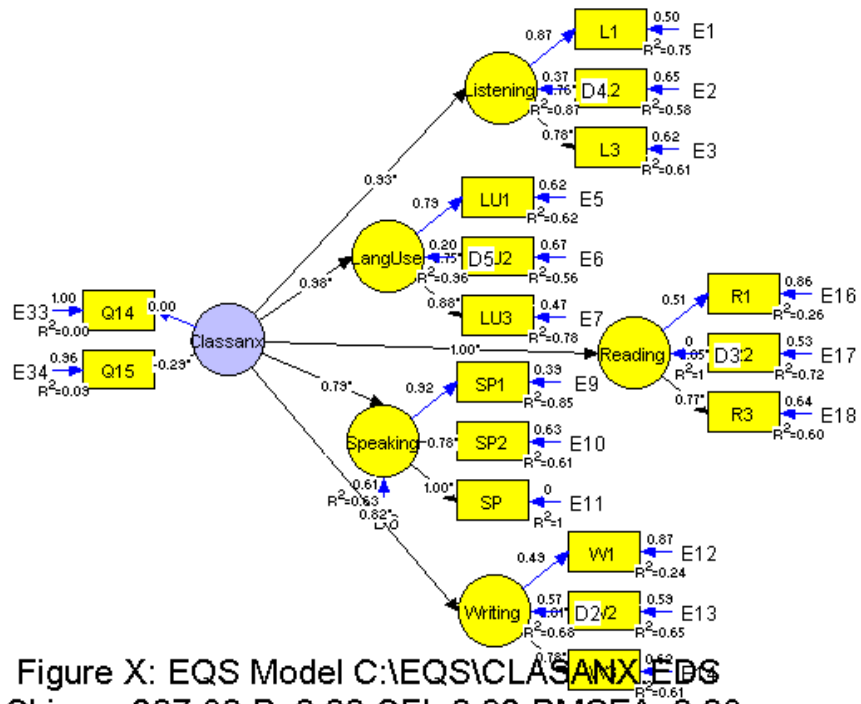 0.50
0.87 L1 E1
R²=0.75
0.37 0.65
Listening D4 .2 E2
R²=0.87 R²=0.58
0.78* 0.62
L3 E3
0.93* R²=0.61
0.79 0.62
LU1 E5
R²=0.62
0.20 0.67
LangUse D5 J2 E6
R²=0.96 R²=0.56
0.98* 0.88* 0.47
LU3 E7
R²=0.78
0.86
0.51 R1 E16
R²=0.26
1.00 0.00
E33 Q14
R²=0.00
Classanx 1.00* Reading 0 D3 :2 0.53 E17
R²=1 R²=0.72
0.96 -0.29*
E34 Q15
R²=0.09
0.79* 0.92 SP1 0.39 E9
R²=0.85
0.77* R3 0.64 E18
R²=0.60
Speaking 0.78* SP2 0.63 E10
R²=0.61
1.00* SP 0 E11
R²=1
0.61
R²=0.63
0.82*
0.49 W1 0.87 E12
R²=0.24
Writing 0.57 D2 0.59 E13
R²=0.68 R²=0.65
0.78*
R²=0.61
Figure X: EQS Model C:\EQS\CLASANX.EDS